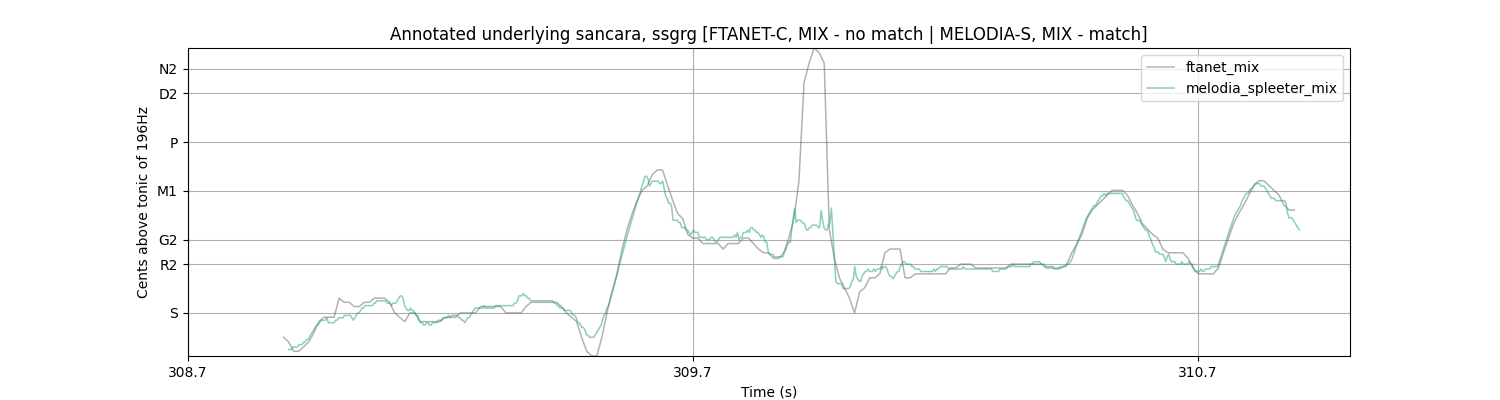 Annotated underlying sancara, ssgrg [FTANET-C, MIX - no match | MELODIA-S, MIX - match]
ftanet_mix
melodia_spleeter_mix
Cents above tonic of 196Hz
N2
D2
P
M1
G2
R2
S
308.7
309.7
310.7
Time (s)